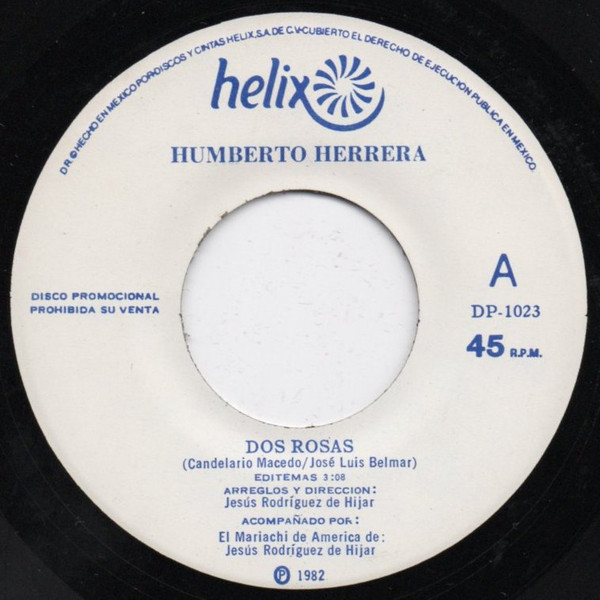 D.R. © HECHO EN MEXICO POR DISCOS Y CINTAS HELIX, S.A. DE C.V. CUBIERTO EL DERECHO DE EJECUCION PUBLICA EN MEXICO.
helix
HUMBERTO HERRERA
DISCO PROMOCIONAL
PROHIBIDA SU VENTA
A
DP-1023
45 R.P.M.
DOS ROSAS
(Candelario Macedo/José Luis Belmar)
EDITEMAS 3:08
ARREGLOS Y DIRECCION:
Jesús Rodríguez de Hijar
ACOMPAÑADO POR:
El Mariachi de America de:
Jesús Rodríguez de Hijar
℗ 1982